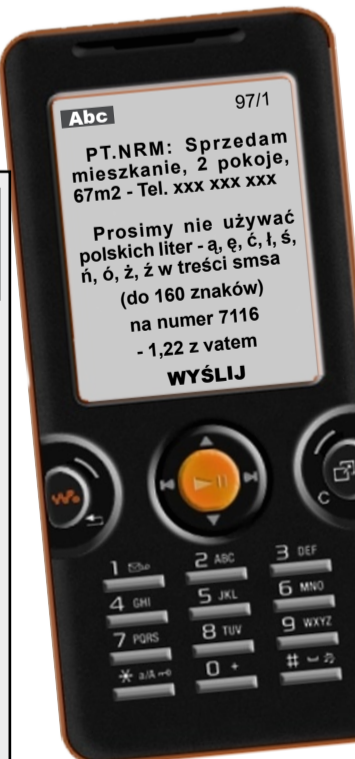 Abc 97/1
PT.NRM: Sprzedam
mieszkanie, 2 pokoje,
67m2 - Tel. xxx xxx xxx
Prosimy nie używać
polskich liter - ą, ę, ć, ł, ś,
ń, ó, ż, ź w treści smsa
(do 160 znaków)
na numer 7116
- 1,22 z vatem
WYŚLIJ
C
1 2 ABC 3 DEF
4 GHI 5 JKL 6 MNO
7 PQRS 8 TUV 9 WXYZ
* a/A 0 + #